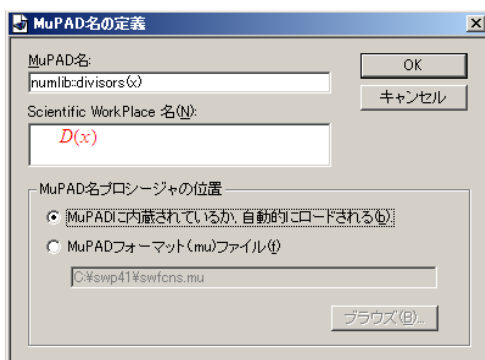 MuPAD名の定義
MuPAD名:
numlib::divisors(x)
OK
キャンセル
Scientific WorkPlace 名(N):
D(x)
MuPAD名プロシージャの位置
MuPADに内蔵されているか, 自動的にロードされる(b)
MuPADフォーマット(mu)ファイル(f)
C:¥swp41¥swfcns.mu
ブラウズ(B)...